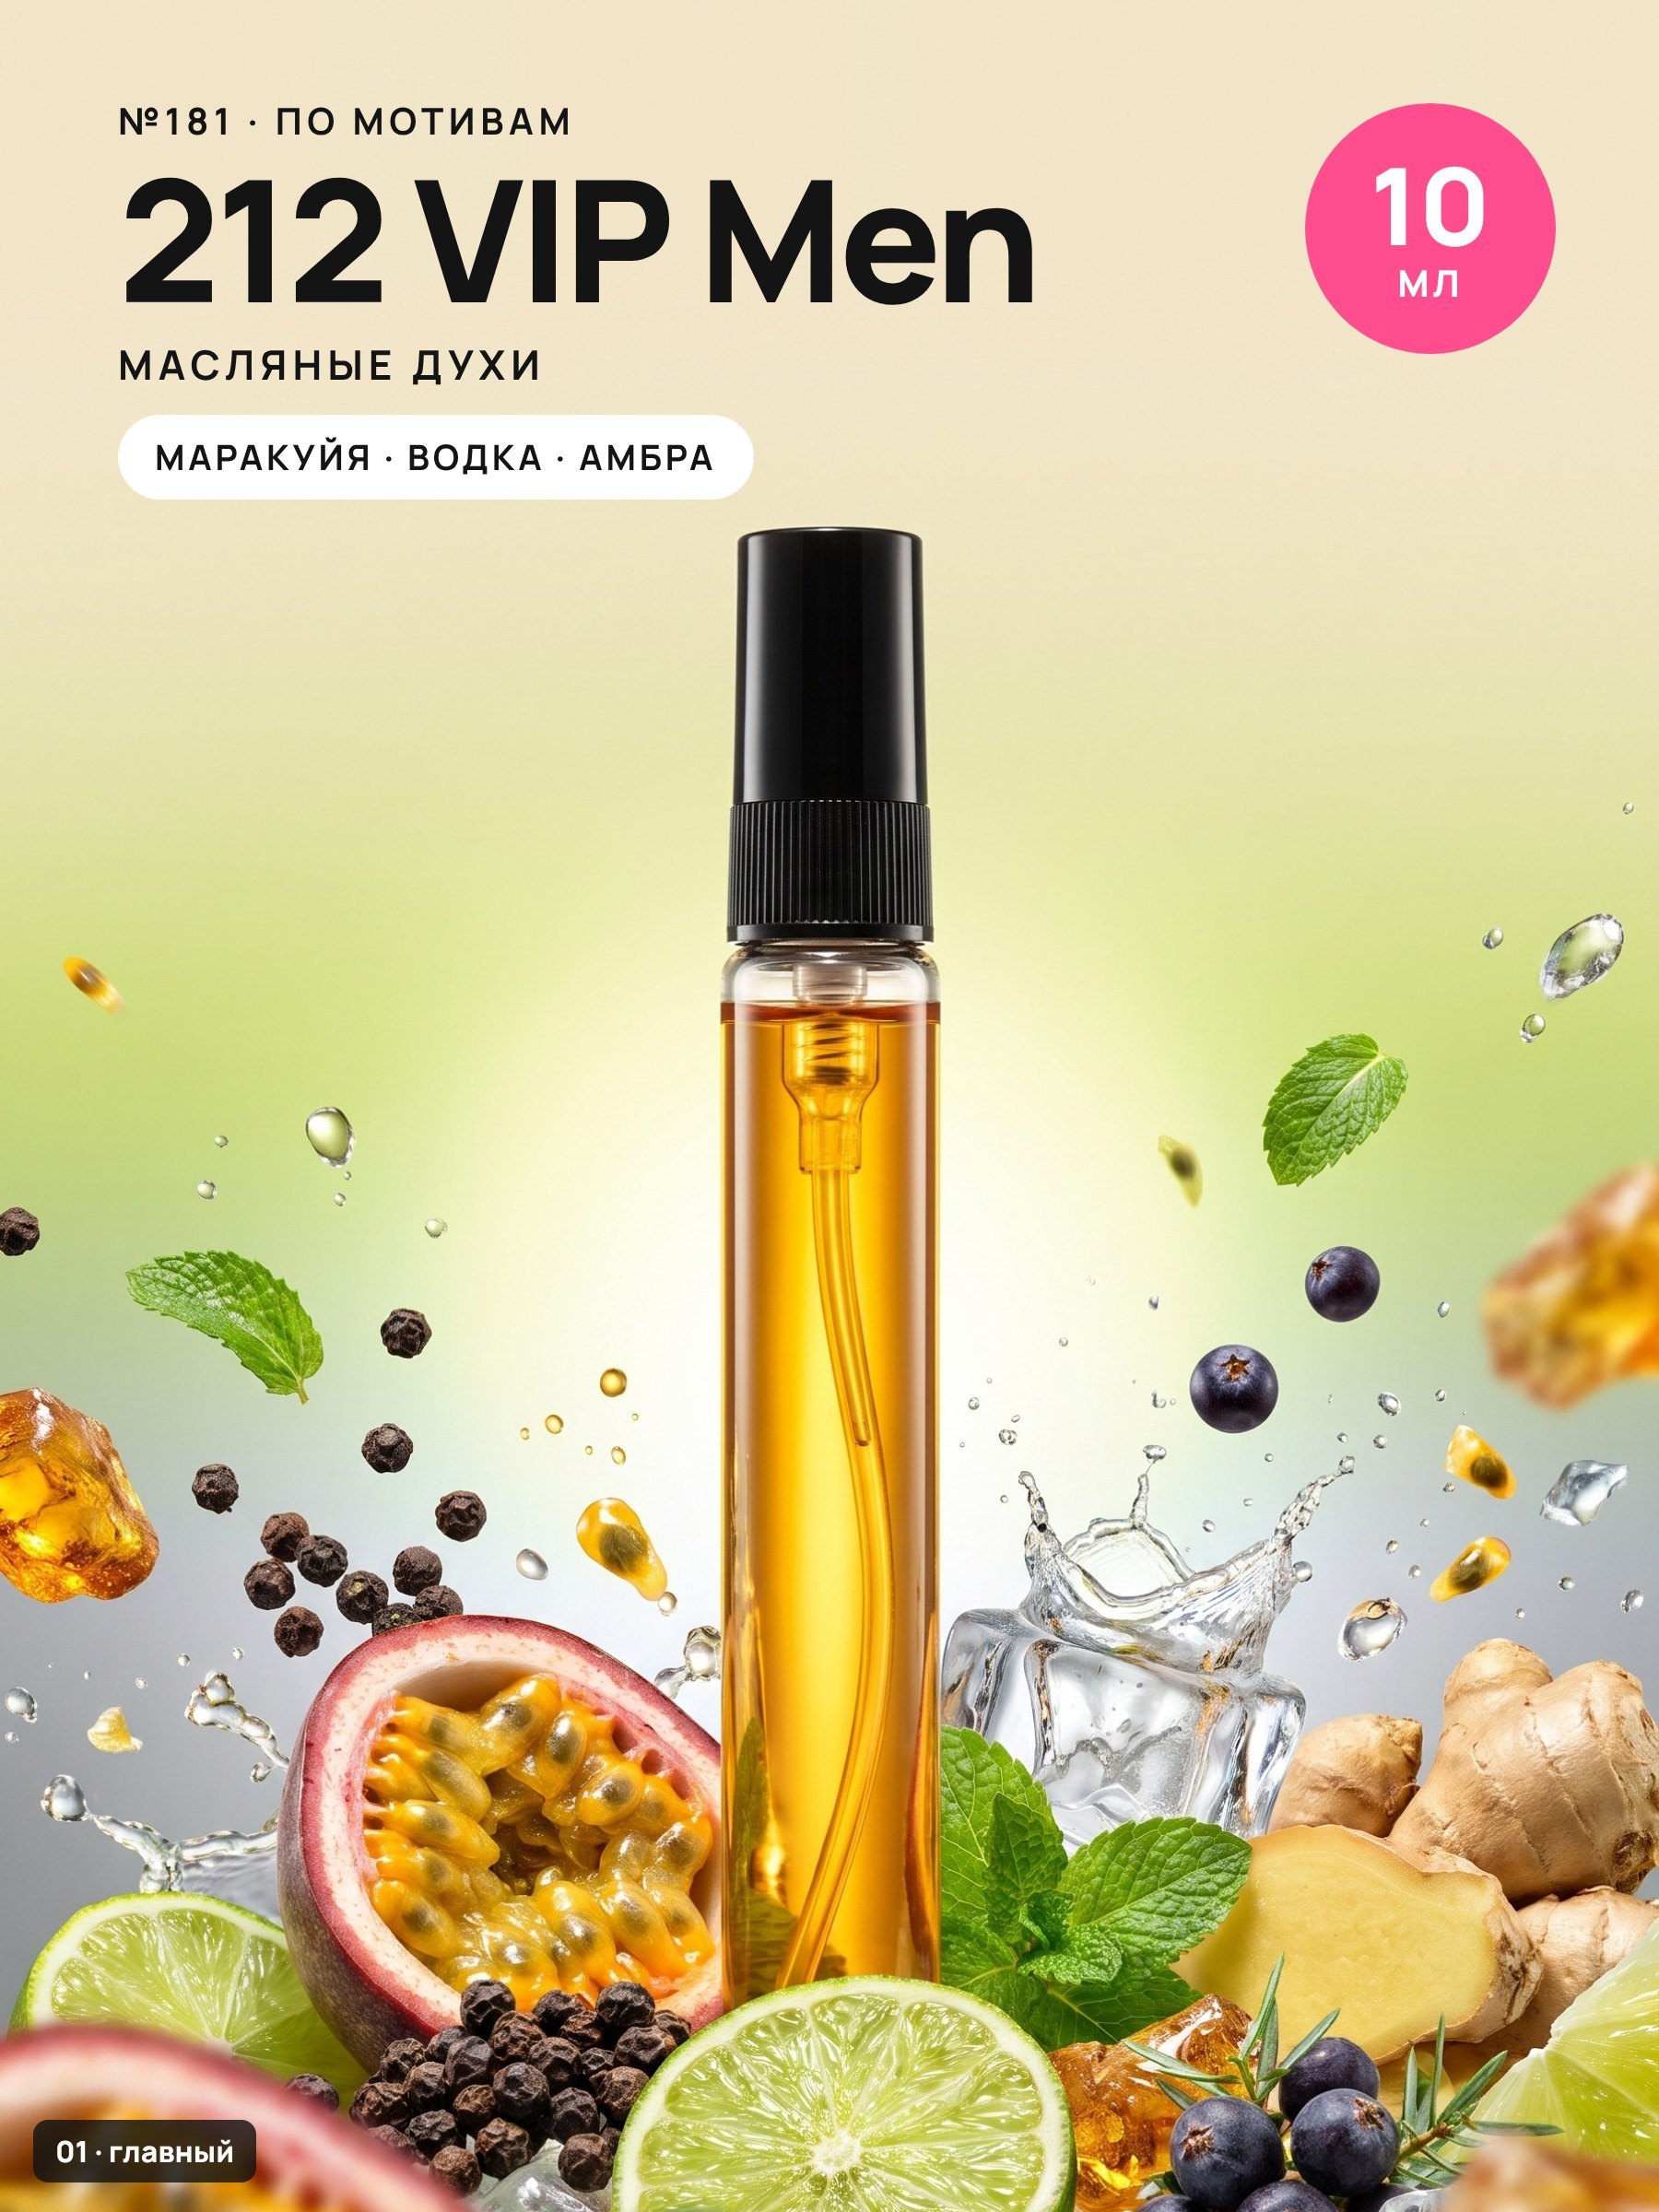 №181 · ПО МОТИВАМ
212 VIP Men
МАСЛЯНЫЕ ДУХИ
МАРАКУЙЯ · ВОДКА · АМБРА
10
МЛ
01 · главный